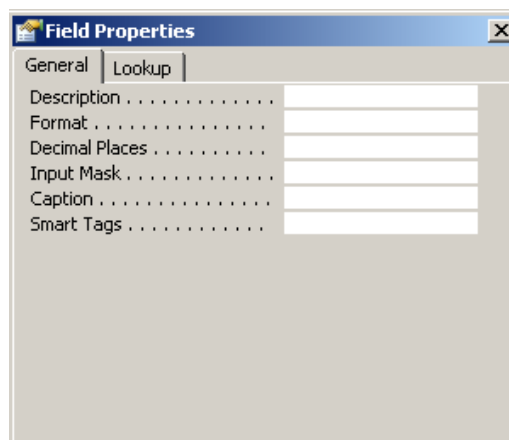 Field Properties
General Lookup
Description . . . . . . . . . . . . .
Format . . . . . . . . . . . . . . .
Decimal Places . . . . . . . . . .
Input Mask . . . . . . . . . . . . .
Caption . . . . . . . . . . . . . . .
Smart Tags . . . . . . . . . . . .